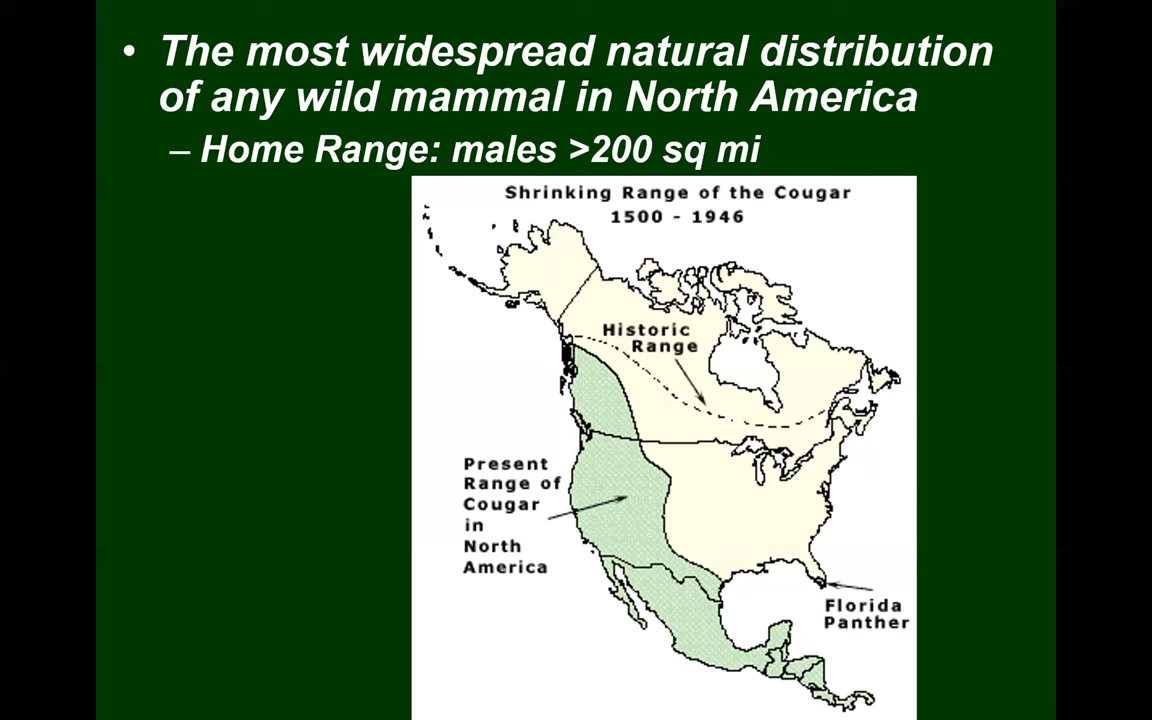 • The most widespread natural distribution
of any wild mammal in North America
– Home Range: males >200 sq mi
Shrinking Range of the Cougar
1500 - 1946
Historic
Range
Present
Range of
Cougar
in
North
America
Florida
Panther